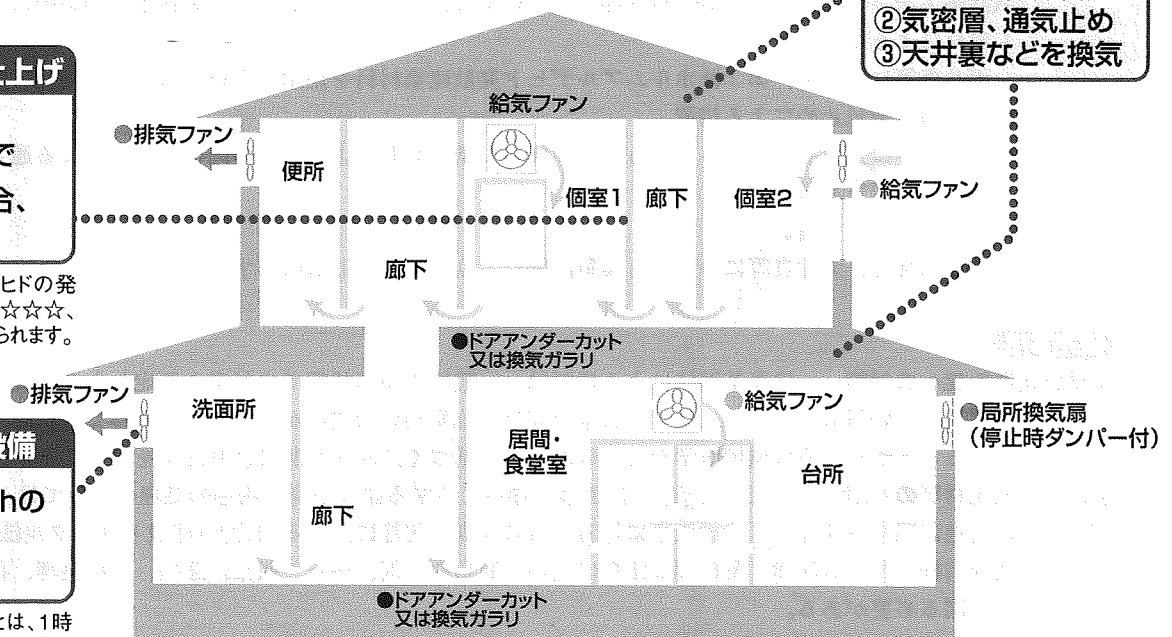 ②気密層、通気止め
③天井裏などを換気
上げ
で
合、
ヒドの発
☆☆☆、
られます。
給気ファン
●排気ファン
便所
個室1
廊下
個室2
●給気ファン
廊下
●ドアアンダーカット
又は換気ガラリ
●排気ファン
洗面所
●給気ファン
居間・
食堂室
台所
●局所換気扇
（停止時ダンパー付）
廊下
設備
hの
とは、1時
●ドアアンダーカット
又は換気ガラリ